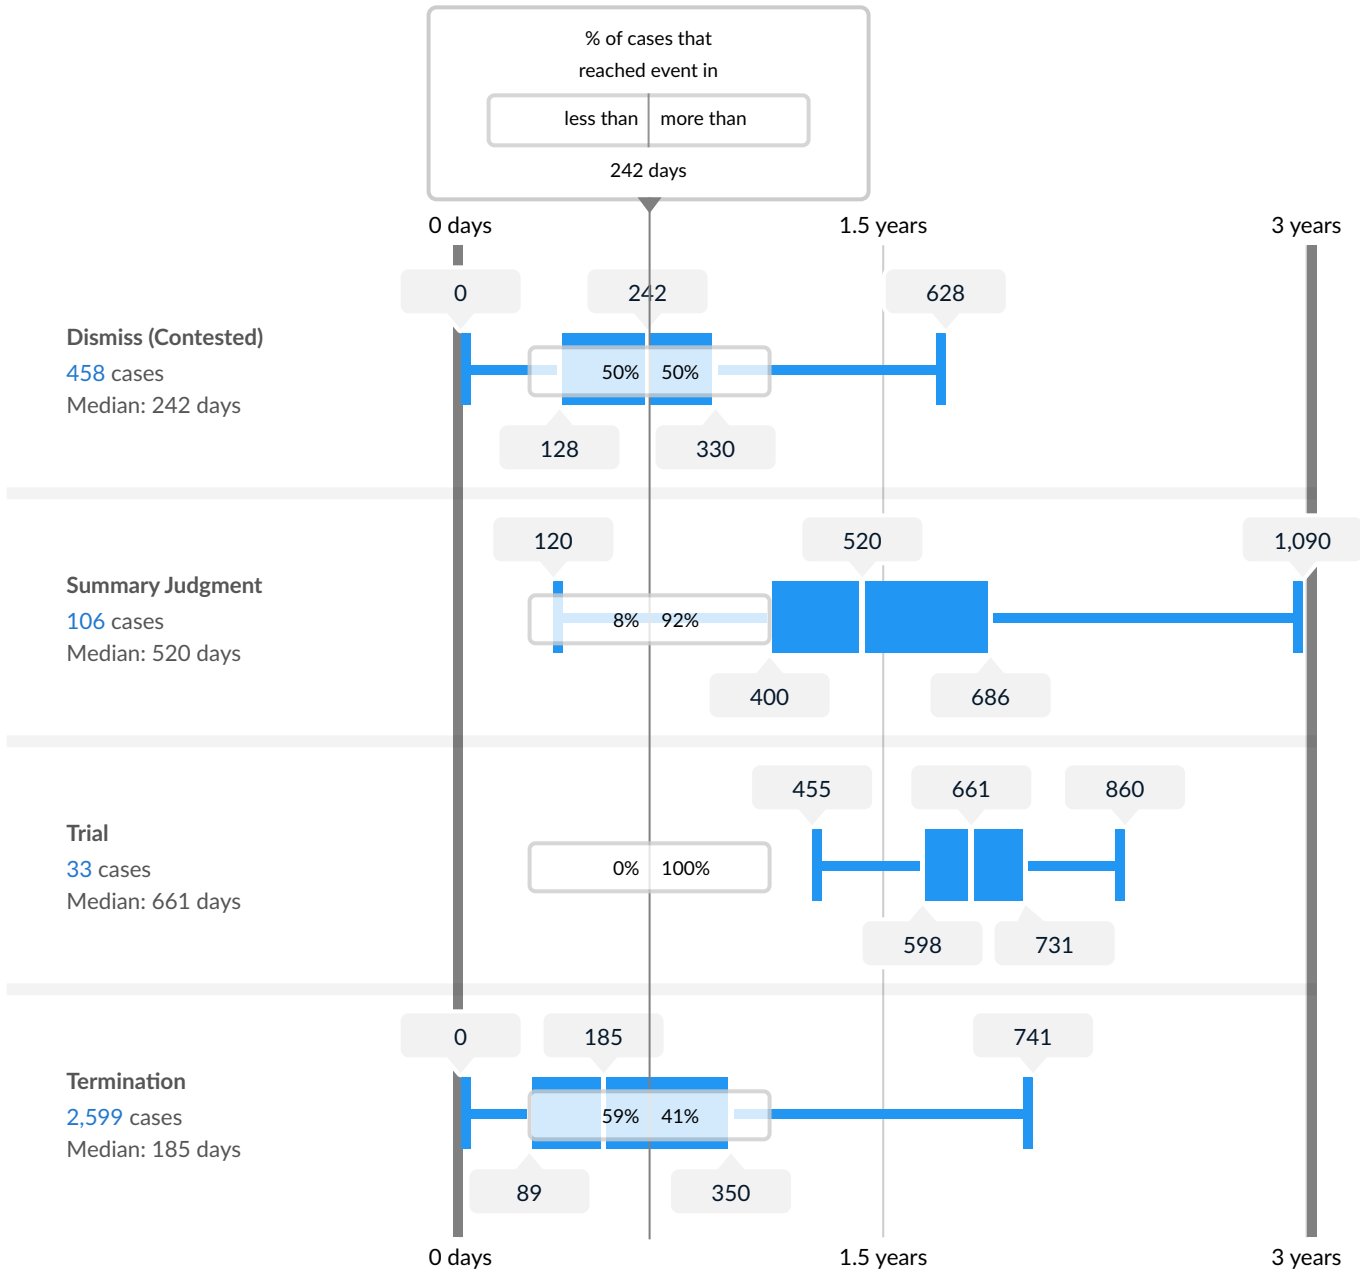 % of cases that
reached event in
less than more than
242 days
0 days 1.5 years 3 years
0 242 628
Dismiss (Contested)
458 cases
Median: 242 days
50% 50%
128 330
120 520 1,090
Summary Judgment
106 cases
Median: 520 days
8% 92%
400 686
455 661 860
Trial
33 cases
Median: 661 days
0% 100%
598 731
0 185 741
Termination
2,599 cases
Median: 185 days
59% 41%
89 350
0 days 1.5 years 3 years